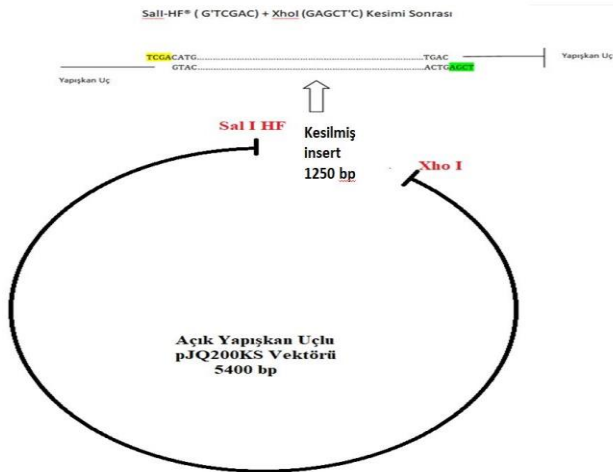 SalI-HF® ( G'TCGAC) + XhoI (GAGCT'C) Kesimi Sonrası
TCGACATG......................................................................TGAC
Yapışkan Uç
GTAC......................................................................ACTGAGCT
Yapışkan Uç
Sal I HF
Kesilmiş
insert
1250 bp
Xho I
Açık Yapışkan Uçlu
pJQ200KS Vektörü
5400 bp